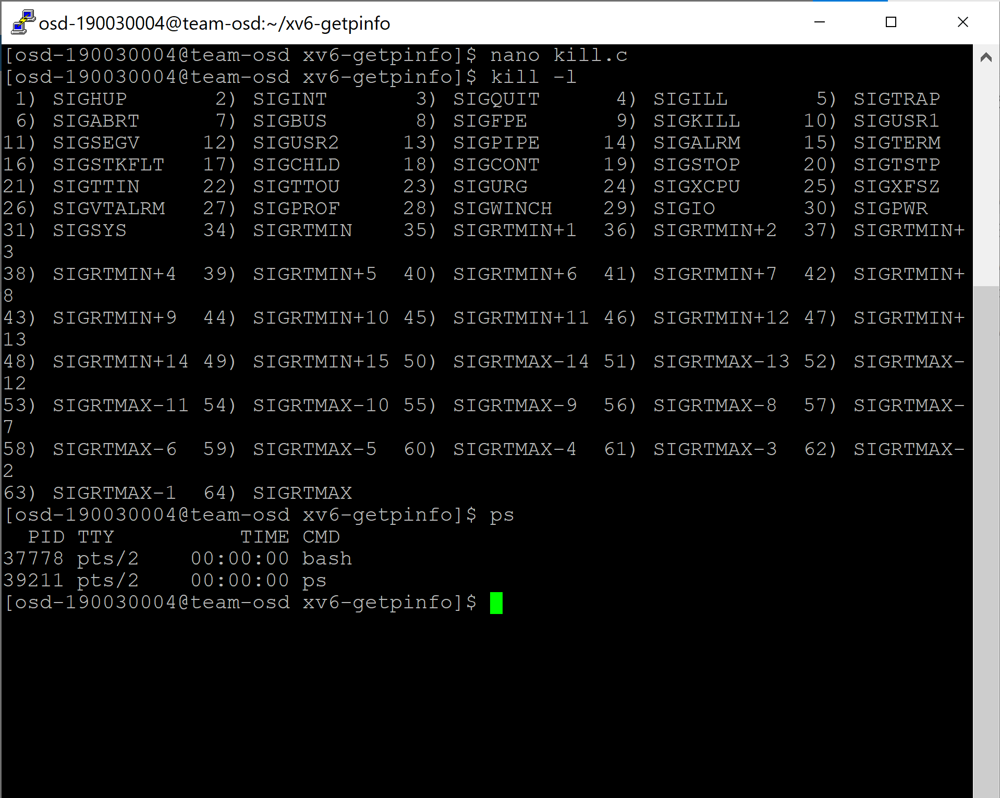 osd-190030004@team-osd:~/xv6-getpinfo
[osd-190030004@team-osd xv6-getpinfo]$ nano kill.c
[osd-190030004@team-osd xv6-getpinfo]$ kill -l
 1) SIGHUP       2) SIGINT       3) SIGQUIT      4) SIGILL       5) SIGTRAP
 6) SIGABRT      7) SIGBUS       8) SIGFPE       9) SIGKILL     10) SIGUSR1
11) SIGSEGV     12) SIGUSR2     13) SIGPIPE     14) SIGALRM     15) SIGTERM
16) SIGSTKFLT   17) SIGCHLD     18) SIGCONT     19) SIGSTOP     20) SIGTSTP
21) SIGTTIN     22) SIGTTOU     23) SIGURG      24) SIGXCPU     25) SIGXFSZ
26) SIGVTALRM   27) SIGPROF     28) SIGWINCH    29) SIGIO       30) SIGPWR
31) SIGSYS      34) SIGRTMIN    35) SIGRTMIN+1  36) SIGRTMIN+2  37) SIGRTMIN+
3
38) SIGRTMIN+4  39) SIGRTMIN+5  40) SIGRTMIN+6  41) SIGRTMIN+7  42) SIGRTMIN+
8
43) SIGRTMIN+9  44) SIGRTMIN+10 45) SIGRTMIN+11 46) SIGRTMIN+12 47) SIGRTMIN+
13
48) SIGRTMIN+14 49) SIGRTMIN+15 50) SIGRTMAX-14 51) SIGRTMAX-13 52) SIGRTMAX-
12
53) SIGRTMAX-11 54) SIGRTMAX-10 55) SIGRTMAX-9  56) SIGRTMAX-8  57) SIGRTMAX-
7
58) SIGRTMAX-6  59) SIGRTMAX-5  60) SIGRTMAX-4  61) SIGRTMAX-3  62) SIGRTMAX-
2
63) SIGRTMAX-1  64) SIGRTMAX
[osd-190030004@team-osd xv6-getpinfo]$ ps
  PID TTY          TIME CMD
37778 pts/2    00:00:00 bash
39211 pts/2    00:00:00 ps
[osd-190030004@team-osd xv6-getpinfo]$